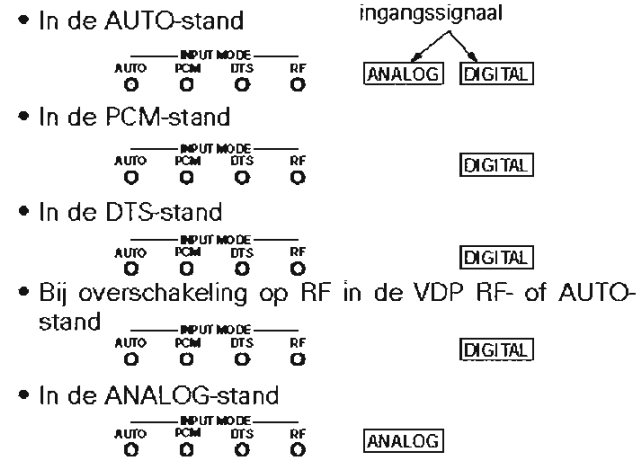 • In de AUTO-stand
ingangssignaal
INPUT MODE
AUTO PCM DTS RF
ANALOG DIGITAL
• In de PCM-stand
INPUT MODE
AUTO PCM DTS RF
DIGITAL
• In de DTS-stand
INPUT MODE
AUTO PCM DTS RF
DIGITAL
• Bij overschakeling op RF in de VDP RF- of AUTO-
stand
INPUT MODE
AUTO PCM DTS RF
DIGITAL
• In de ANALOG-stand
INPUT MODE
AUTO PCM DTS RF
ANALOG